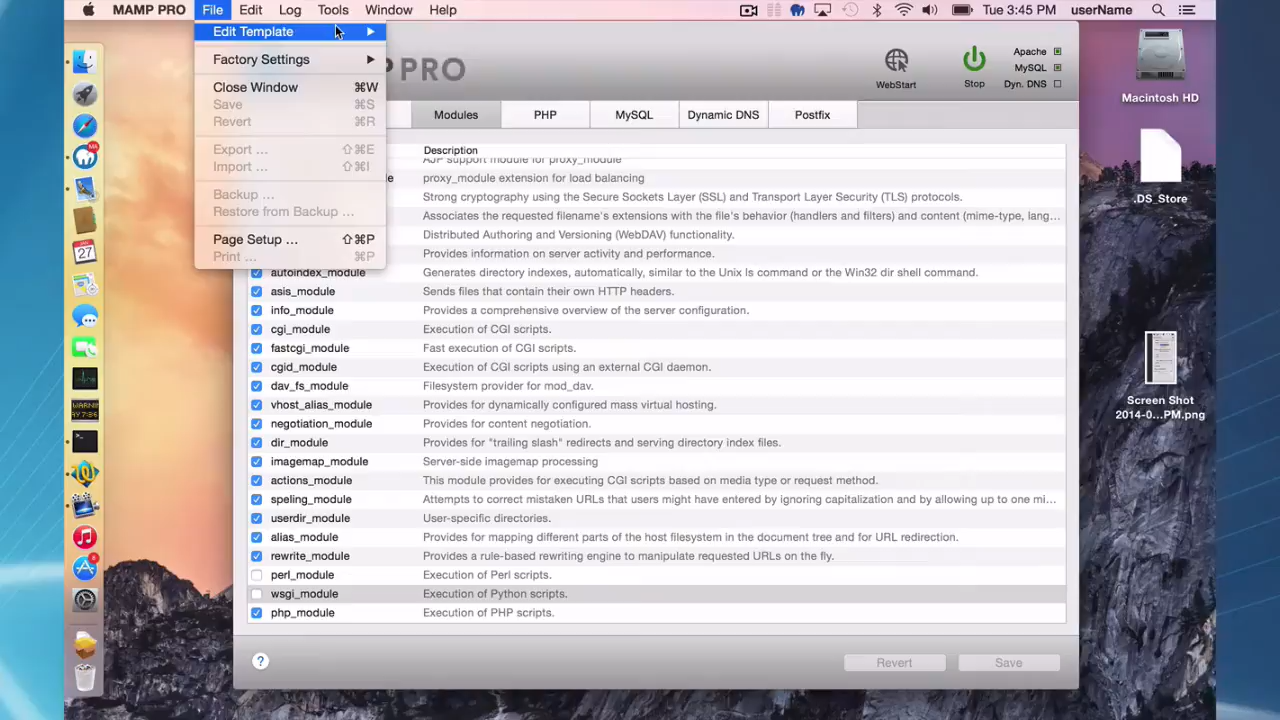 MAMP PRO File Edit Log Tools Window Help Tue 3:45 PM userName
Edit Template
Factory Settings
Close Window ⌘W
Save ⌘S
Revert ⌘R
Export ... ⇧⌘E
Import ... ⇧⌘I
Backup ...
Restore from Backup ...
Page Setup ... ⇧⌘P
Print ... ⌘P
P PRO
WebStart
Stop
Apache
MySQL
Dyn. DNS
Modules PHP MySQL Dynamic DNS Postfix
Description
AJP support module for proxy_module
le proxy_module extension for load balancing
Strong cryptography using the Secure Sockets Layer (SSL) and Transport Layer Security (TLS) protocols.
Associates the requested filename's extensions with the file's behavior (handlers and filters) and content (mime-type, lang...
Distributed Authoring and Versioning (WebDAV) functionality.
Provides information on server activity and performance.
autoindex_module Generates directory indexes, automatically, similar to the Unix ls command or the Win32 dir shell command.
asis_module Sends files that contain their own HTTP headers.
info_module Provides a comprehensive overview of the server configuration.
cgi_module Execution of CGI scripts.
fastcgi_module Fast execution of CGI scripts.
cgid_module Execution of CGI scripts using an external CGI daemon.
dav_fs_module Filesystem provider for mod_dav.
vhost_alias_module Provides for dynamically configured mass virtual hosting.
negotiation_module Provides for content negotiation.
dir_module Provides for "trailing slash" redirects and serving directory index files.
imagemap_module Server-side imagemap processing
actions_module This module provides for executing CGI scripts based on media type or request method.
speling_module Attempts to correct mistaken URLs that users might have entered by ignoring capitalization and by allowing up to one mi...
userdir_module User-specific directories.
alias_module Provides for mapping different parts of the host filesystem in the document tree and for URL redirection.
rewrite_module Provides a rule-based rewriting engine to manipulate requested URLs on the fly.
perl_module Execution of Perl scripts.
wsgi_module Execution of Python scripts.
php_module Execution of PHP scripts.
?
Revert Save
Macintosh HD
.DS_Store
Screen Shot
2014-0...PM.png